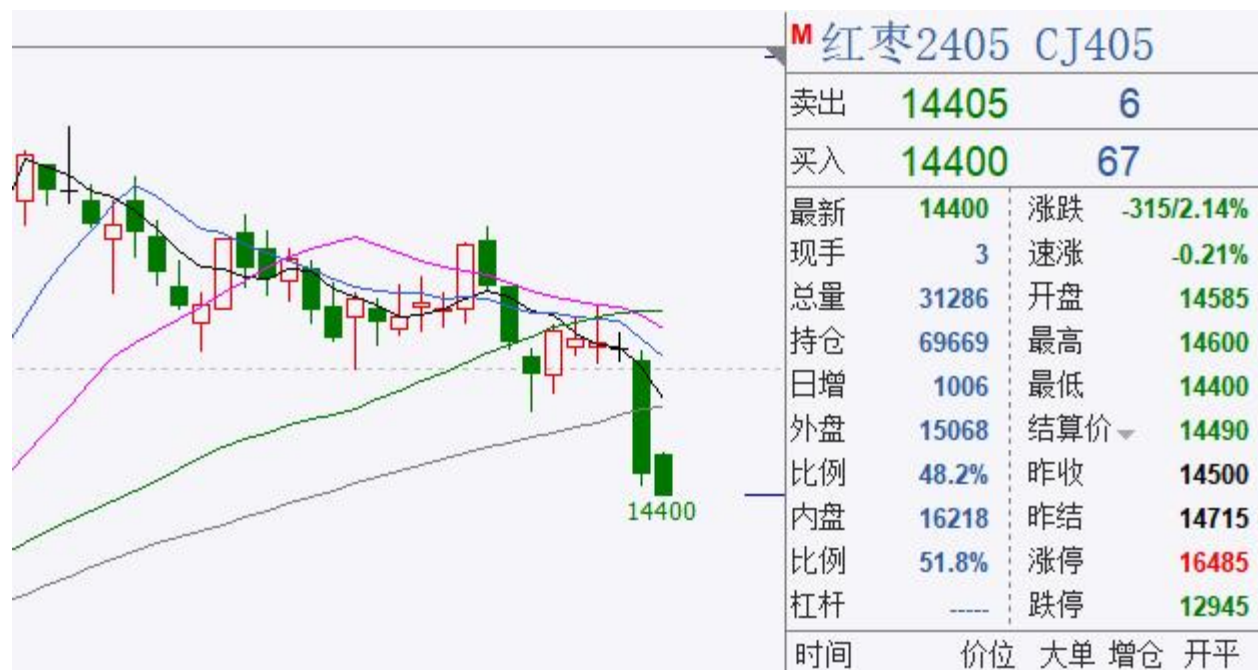 M 红枣2405 CJ405
卖出 14405 6
买入 14400 67
最新 14400 涨跌 -315/2.14%
现手 3 速涨 -0.21%
总量 31286 开盘 14585
持仓 69669 最高 14600
日增 1006 最低 14400
外盘 15068 结算价 14490
比例 48.2% 昨收 14500
内盘 16218 昨结 14715
比例 51.8% 涨停 16485
杠杆 ----- 跌停 12945
时间 价位 大单 增仓 开平
14400